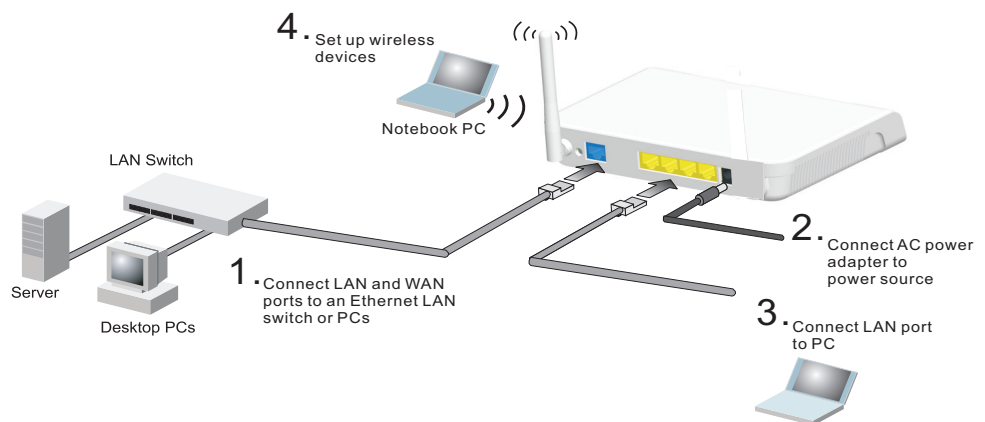 4. Set up wireless
devices
Notebook PC
LAN Switch
Server
Desktop PCs
1. Connect LAN and WAN
ports to an Ethernet LAN
switch or PCs
2. Connect AC power
adapter to
power source
3. Connect LAN port
to PC